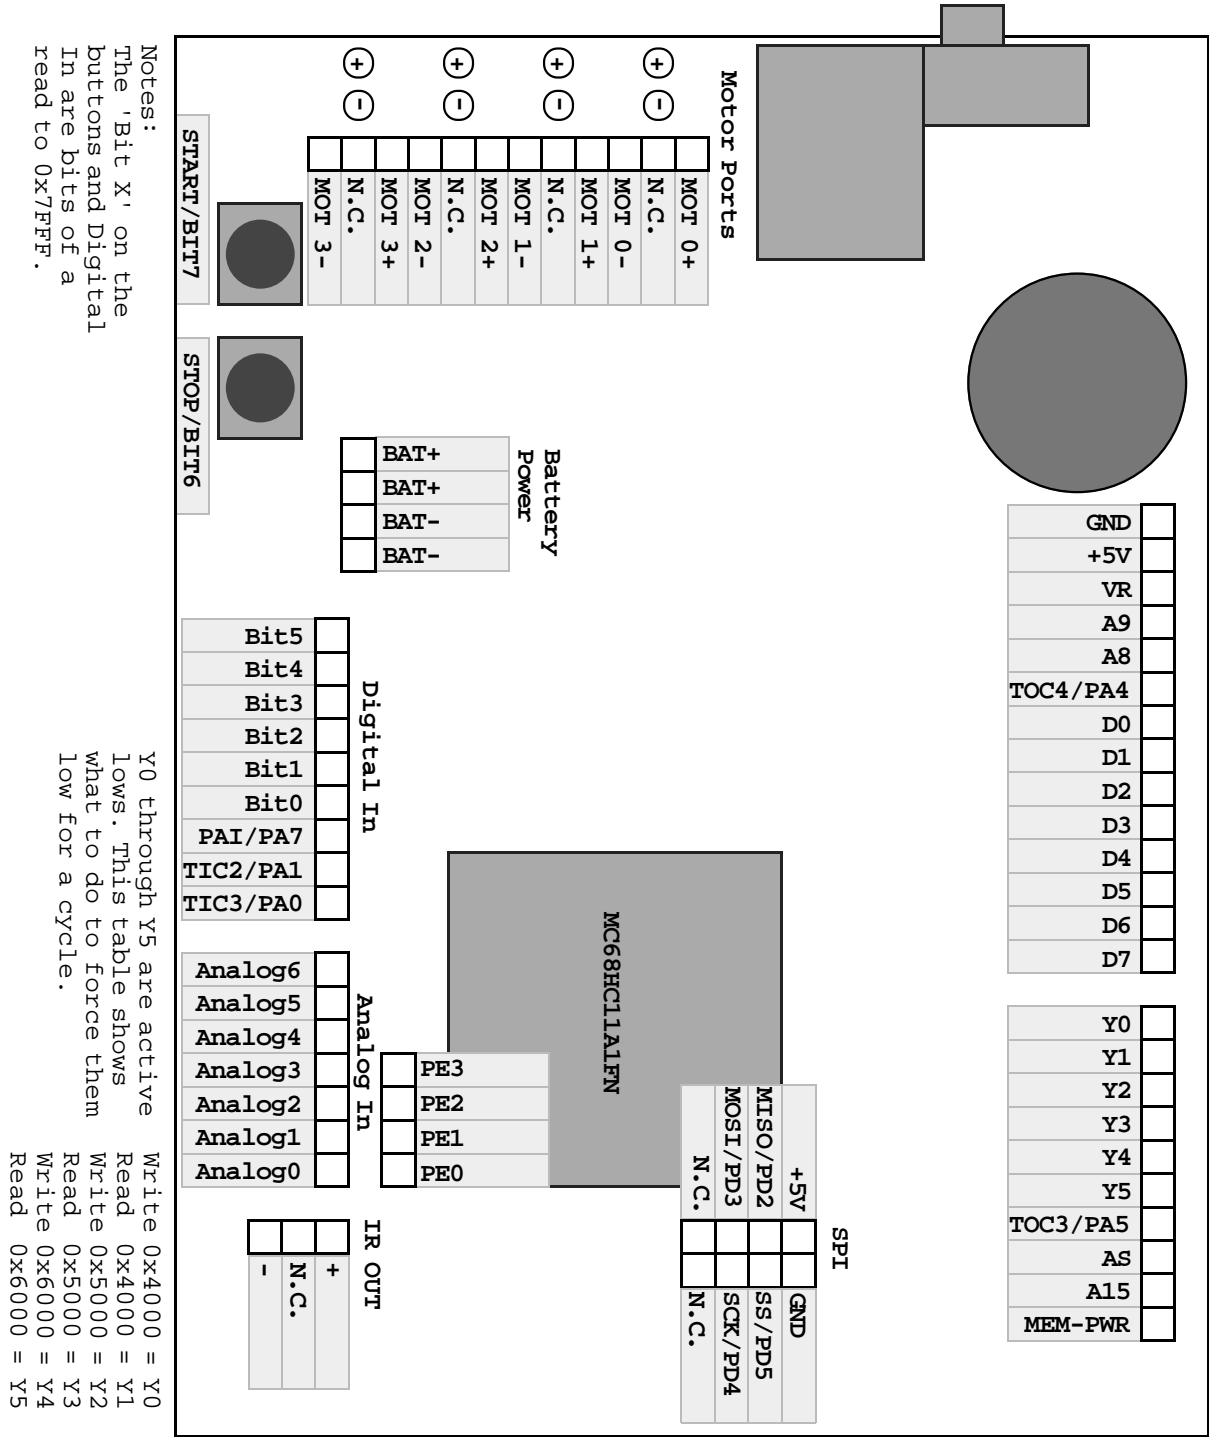 Notes:
The 'Bit X' on the
buttons and Digital
In are bits of a
read to 0x7FFF.
Y0 through Y5 are active
lows. This table shows
what to do to force them
low for a cycle.
Write 0x4000 = Y0
Read  0x4000 = Y1
Write 0x5000 = Y2
Read  0x5000 = Y3
Write 0x6000 = Y4
Read  0x6000 = Y5
START/BIT7
STOP/BIT6
Motor Ports
+ -
+ -
+ -
+ -
MOT 0+
N.C.
MOT 0-
MOT 1+
N.C.
MOT 1-
MOT 2+
N.C.
MOT 2-
MOT 3+
N.C.
MOT 3-
Battery
Power
BAT+
BAT+
BAT-
BAT-
Digital In
Bit5
Bit4
Bit3
Bit2
Bit1
Bit0
PAI/PA7
TIC2/PA1
TIC3/PA0
Analog In
Analog6
Analog5
Analog4
Analog3
Analog2
Analog1
Analog0
PE3
PE2
PE1
PE0
MC68HC11A1FN
IR OUT
+
N.C.
-
SPI
+5V
MISO/PD2
MOSI/PD3
N.C.
GND
SS/PD5
SCK/PD4
N.C.
GND
+5V
VR
A9
A8
TOC4/PA4
D0
D1
D2
D3
D4
D5
D6
D7
Y0
Y1
Y2
Y3
Y4
Y5
TOC3/PA5
AS
A15
MEM-PWR